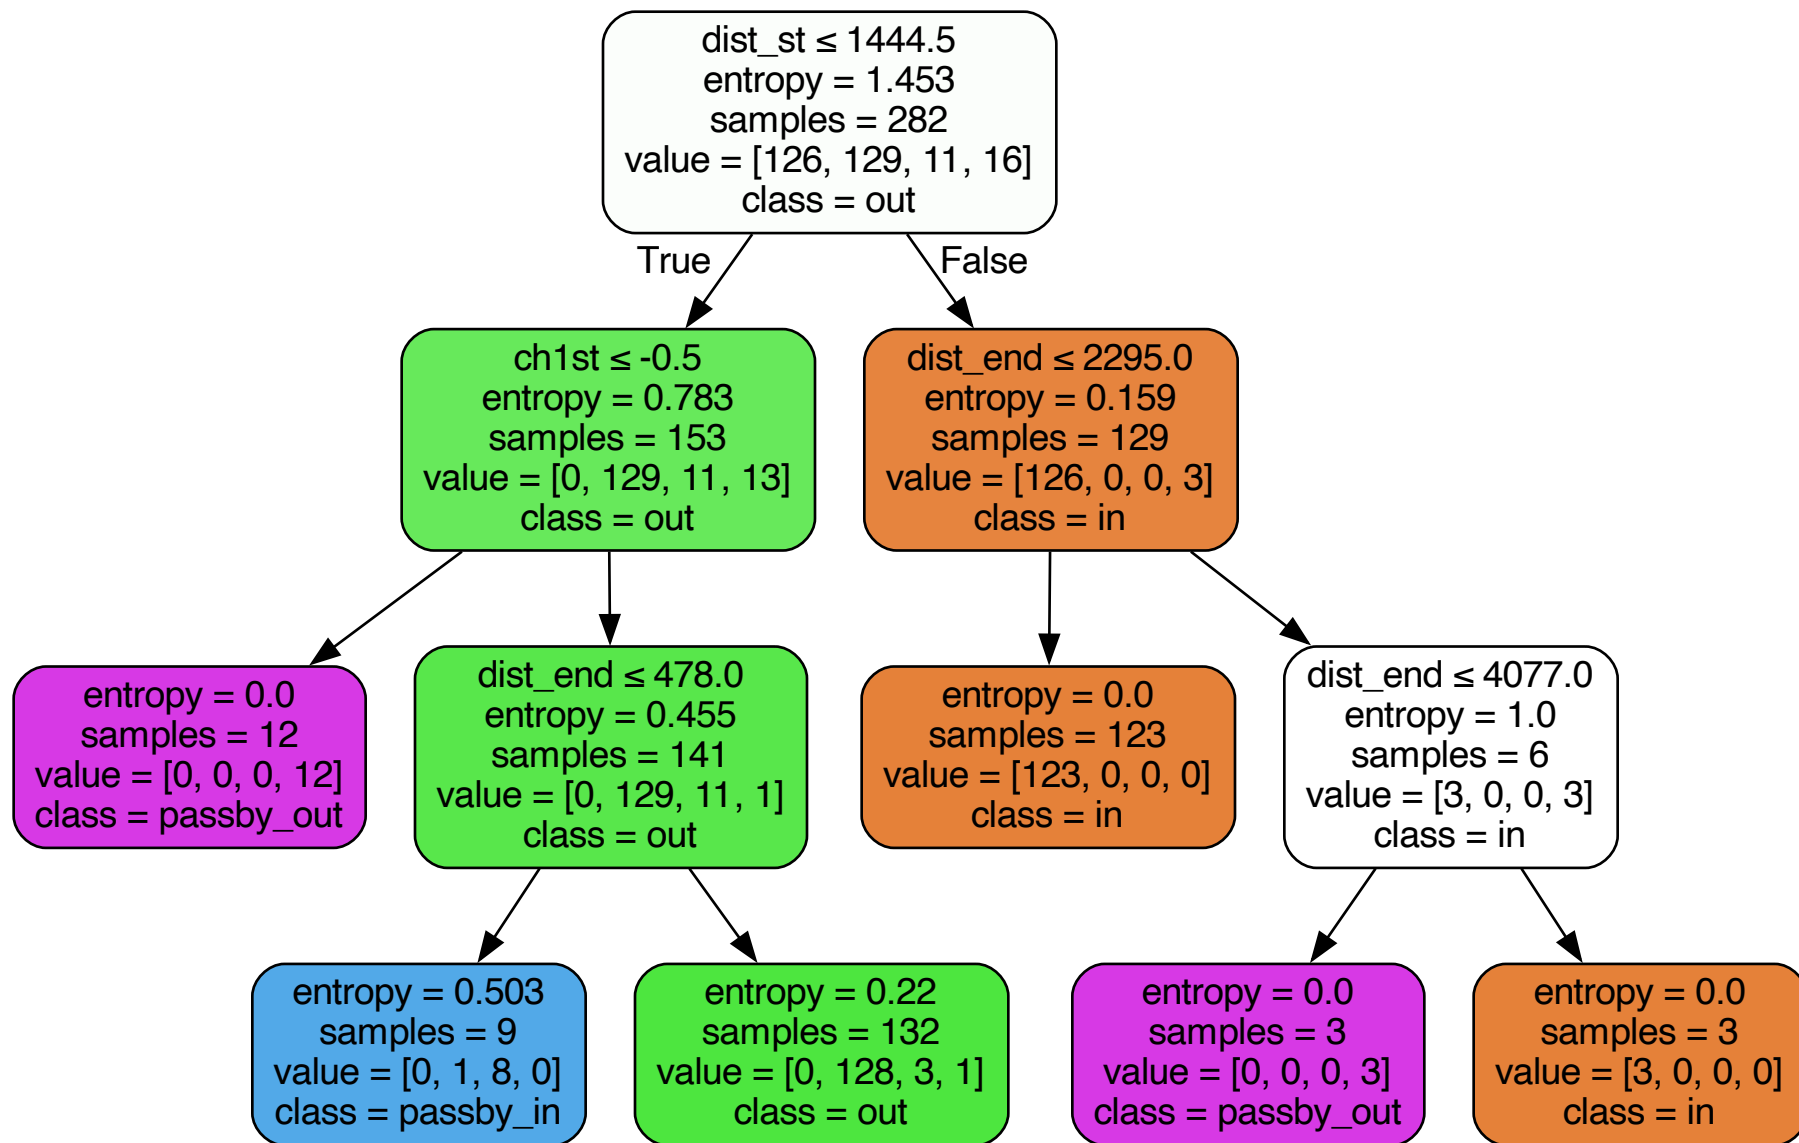 dist_st ≤ 1444.5
entropy = 1.453
samples = 282
value = [126, 129, 11, 16]
class = out
True
False
ch1st ≤ -0.5
entropy = 0.783
samples = 153
value = [0, 129, 11, 13]
class = out
dist_end ≤ 2295.0
entropy = 0.159
samples = 129
value = [126, 0, 0, 3]
class = in
entropy = 0.0
samples = 12
value = [0, 0, 0, 12]
class = passby_out
dist_end ≤ 478.0
entropy = 0.455
samples = 141
value = [0, 129, 11, 1]
class = out
entropy = 0.0
samples = 123
value = [123, 0, 0, 0]
class = in
dist_end ≤ 4077.0
entropy = 1.0
samples = 6
value = [3, 0, 0, 3]
class = in
entropy = 0.503
samples = 9
value = [0, 1, 8, 0]
class = passby_in
entropy = 0.22
samples = 132
value = [0, 128, 3, 1]
class = out
entropy = 0.0
samples = 3
value = [0, 0, 0, 3]
class = passby_out
entropy = 0.0
samples = 3
value = [3, 0, 0, 0]
class = in